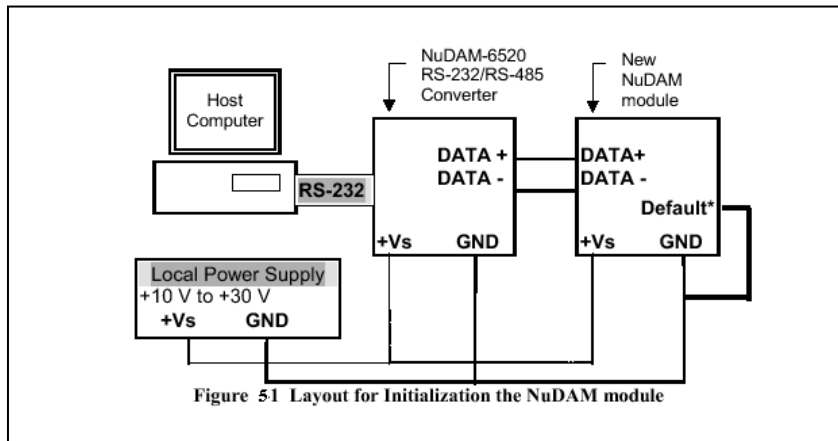 NuDAM-6520
RS-232/RS-485
Converter
New
NuDAM
module
Host
Computer
RS-232
DATA +
DATA -
+Vs GND
DATA+
DATA -
Default*
+Vs GND
Local Power Supply
+10 V to +30 V
+Vs GND
Figure 51 Layout for Initialization the NuDAM module